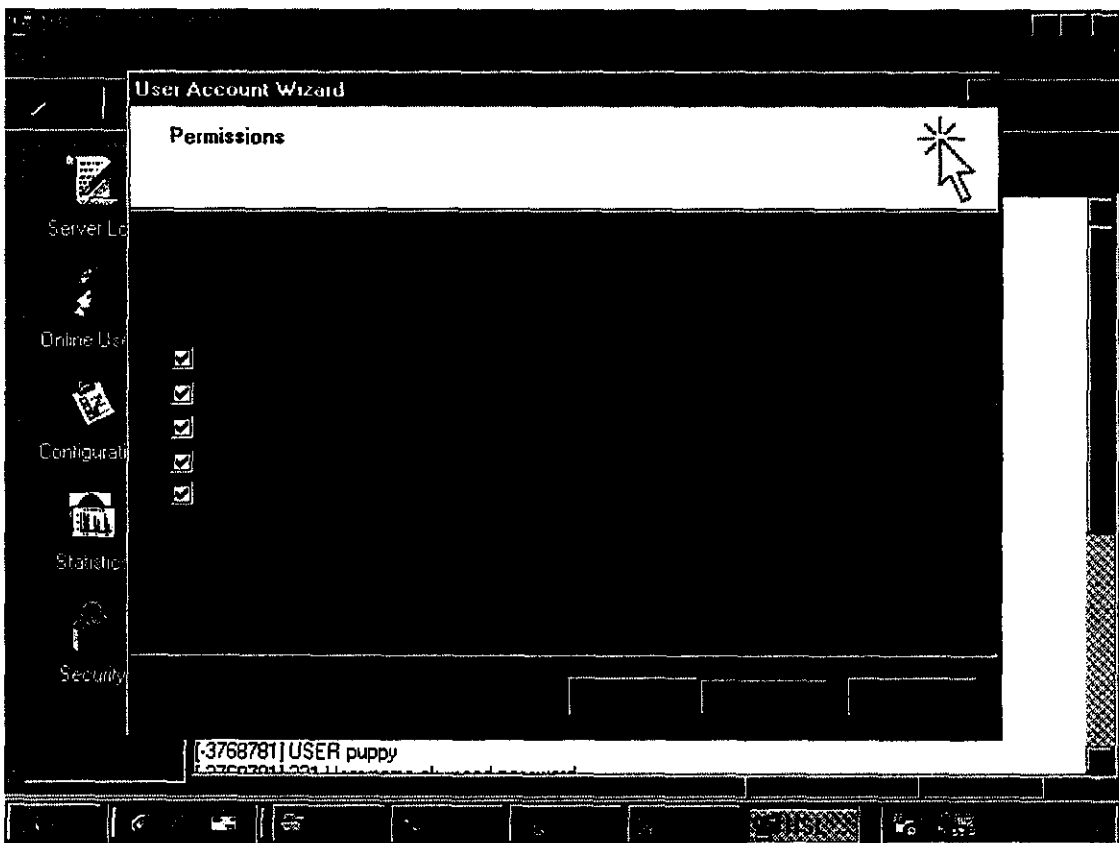 User Account Wizard
Permissions
Server Lo
Online Use
Configurati
Statistics
Security
[-3768781] USER puppy